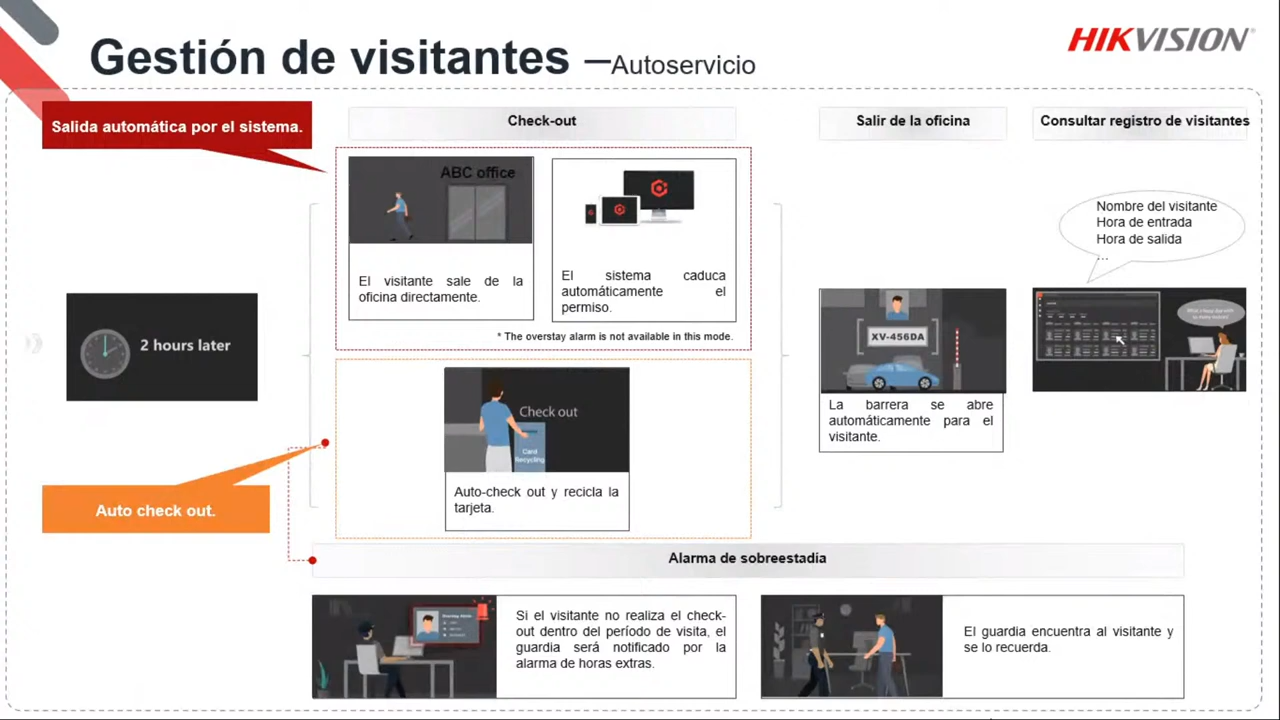 Gestión de visitantes —Autoservicio
HIKVISION®
Salida automática por el sistema.
Check-out
Salir de la oficina
Consultar registro de visitantes
ABC office
El visitante sale de la
oficina directamente.
El sistema caduca
automáticamente el
permiso.
* The overstay alarm is not available in this mode.
Nombre del visitante
Hora de entrada
Hora de salida
...
2 hours later
XV-456DA
La barrera se abre
automáticamente para el
visitante.
Check out
Card
Recycling
Auto-check out y recicla la
tarjeta.
Auto check out.
Alarma de sobreestadía
Si el visitante no realiza el check-
out dentro del período de visita, el
guardia será notificado por la
alarma de horas extras.
El guardia encuentra al visitante y
se lo recuerda.